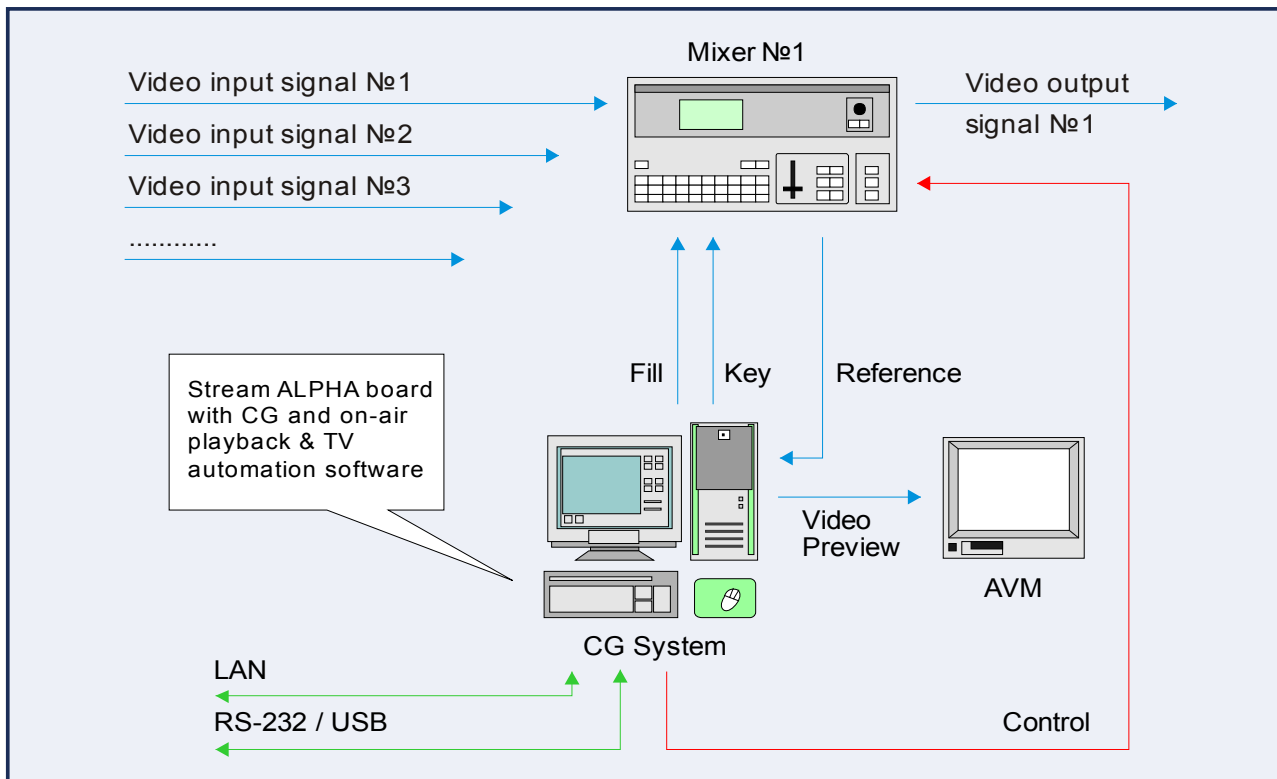 Mixer №1
Video input signal №1
Video output
signal №1
Video input signal №2
Video input signal №3
............
Fill
Key
Reference
Stream ALPHA board
with CG and on-air
playback & TV
automation software
Video
Preview
AVM
CG System
LAN
RS-232 / USB
Control